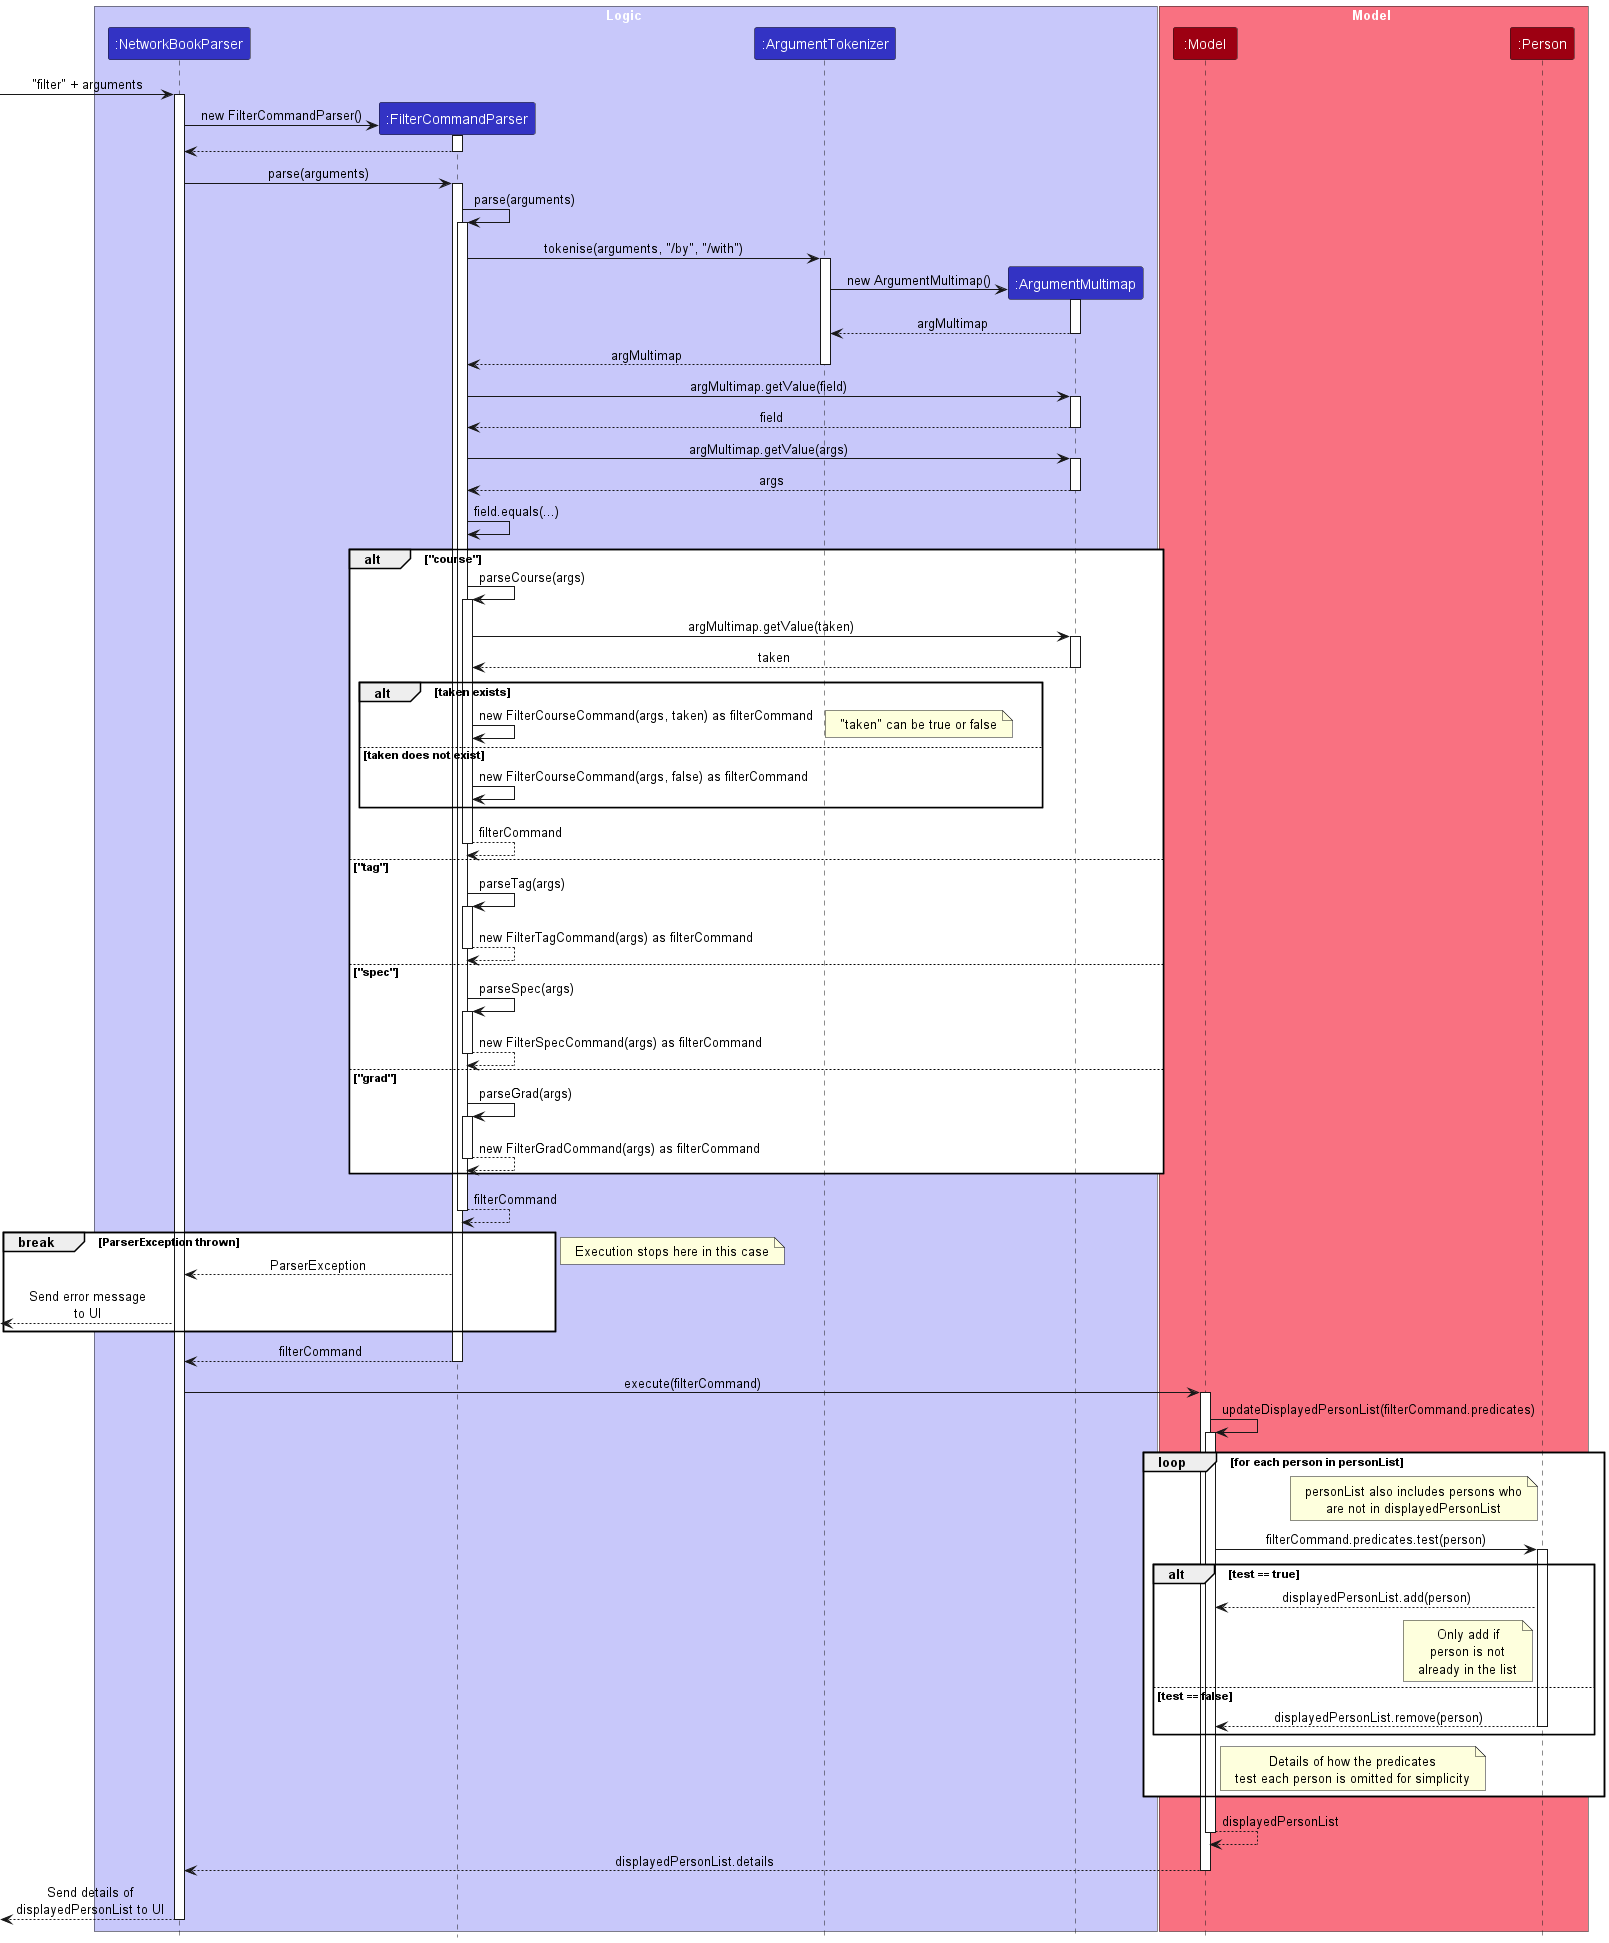 Logic
Model
:NetworkBookParser
:ArgumentTokenizer
:Model
:Person
"filter" + arguments
new FilterCommandParser()
:FilterCommandParser
parse(arguments)
parse(arguments)
tokenise(arguments, "/by", "/with")
new ArgumentMultimap()
:ArgumentMultimap
argMultimap
argMultimap
argMultimap.getValue(field)
field
argMultimap.getValue(args)
args
field.equals(...)
alt
["course"]
parseCourse(args)
argMultimap.getValue(taken)
taken
alt
[taken exists]
new FilterCourseCommand(args, taken) as filterCommand
"taken" can be true or false
[taken does not exist]
new FilterCourseCommand(args, false) as filterCommand
filterCommand
["tag"]
parseTag(args)
new FilterTagCommand(args) as filterCommand
["spec"]
parseSpec(args)
new FilterSpecCommand(args) as filterCommand
["grad"]
parseGrad(args)
new FilterGradCommand(args) as filterCommand
filterCommand
break
[ParserException thrown]
Execution stops here in this case
ParserException
Send error message
to UI
filterCommand
execute(filterCommand)
updateDisplayedPersonList(filterCommand.predicates)
loop
[for each person in personList]
personList also includes persons who
are not in displayedPersonList
filterCommand.predicates.test(person)
alt
[test == true]
displayedPersonList.add(person)
Only add if
person is not
already in the list
[test == false]
displayedPersonList.remove(person)
Details of how the predicates
test each person is omitted for simplicity
displayedPersonList
displayedPersonList.details
Send details of
displayedPersonList to UI